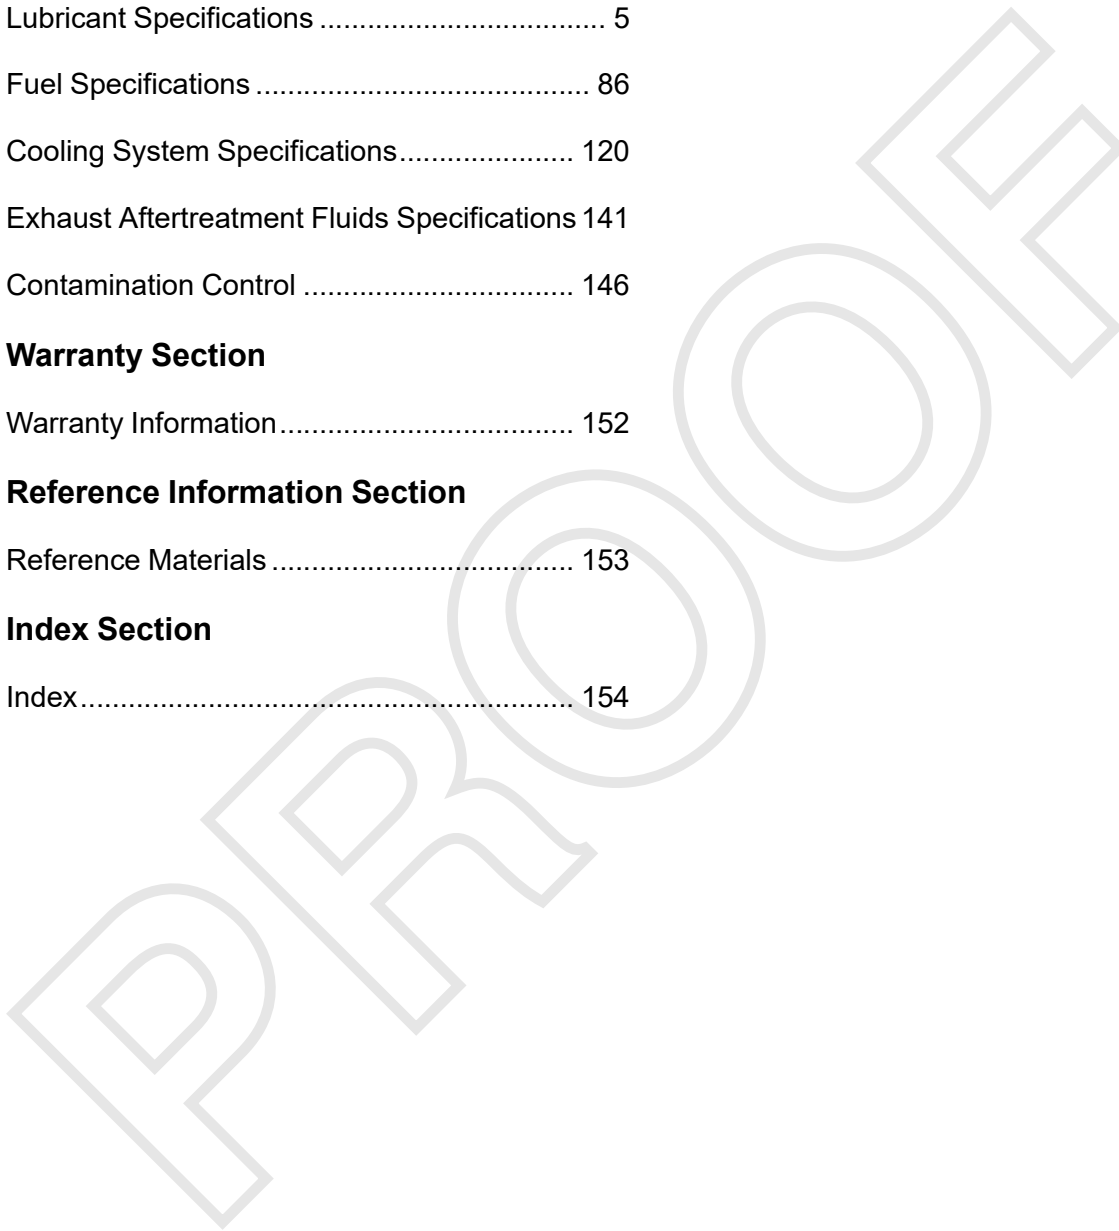 Lubricant Specifications .................................... 5
Fuel Specifications .......................................... 86
Cooling System Specifications...................... 120
Exhaust Aftertreatment Fluids Specifications 141
Contamination Control .................................. 146
Warranty Section
Warranty Information..................................... 152
Reference Information Section
Reference Materials ...................................... 153
Index Section
Index.............................................................. 154
PROOF